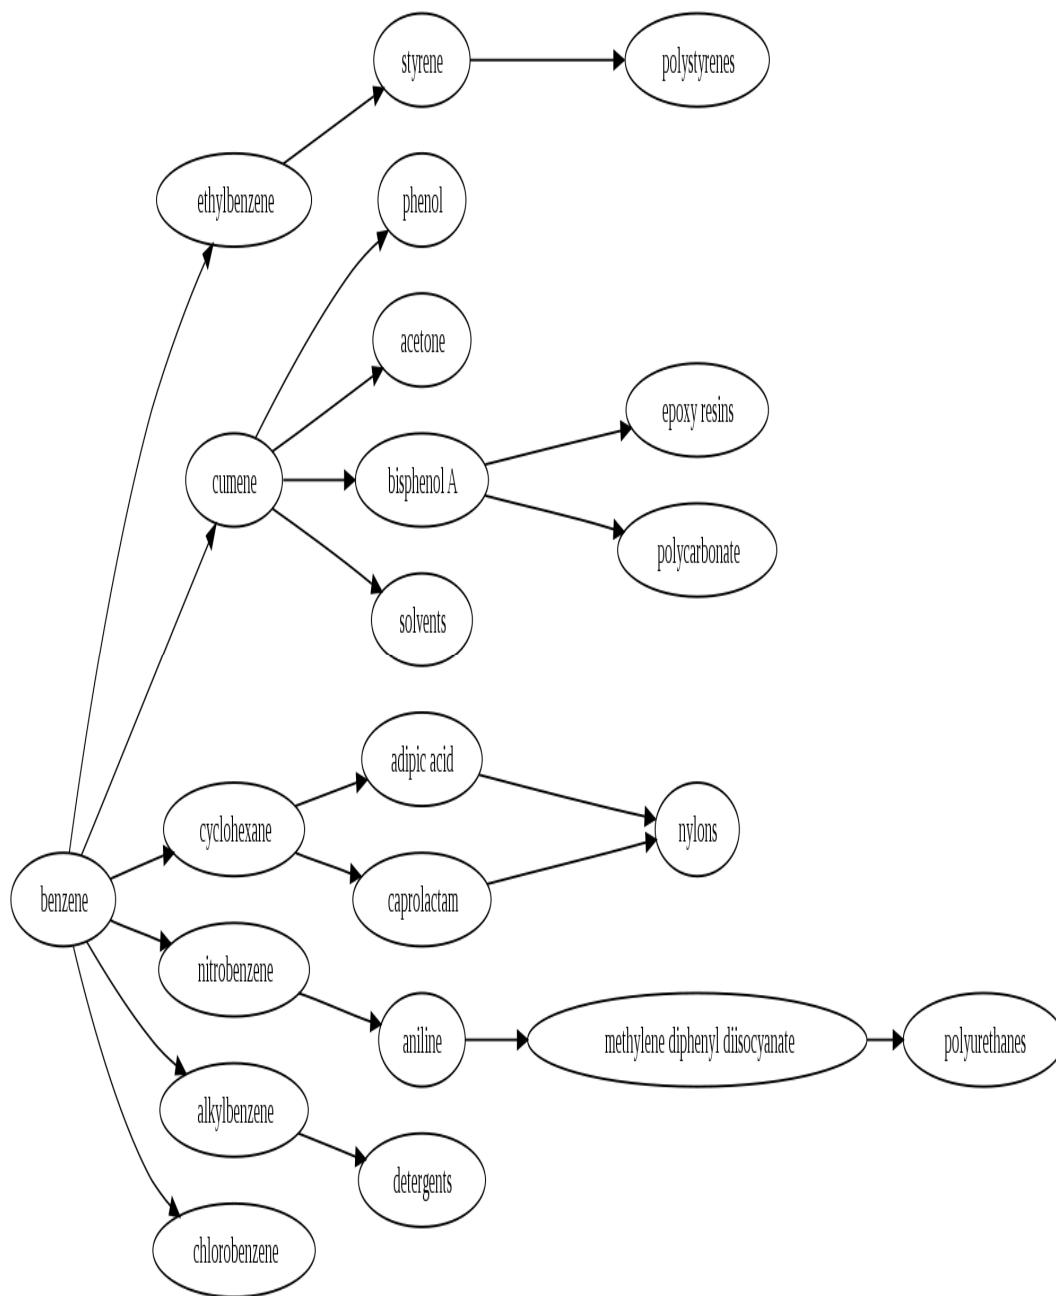 styrene
polystyrenes
ethylbenzene
phenol
acetone
epoxy resins
cumene
bisphenol A
polycarbonate
solvents
adipic acid
cyclohexane
nylons
benzene
caprolactam
nitrobenzene
aniline
methylene diphenyl diisocyanate
polyurethanes
alkylbenzene
detergents
chlorobenzene